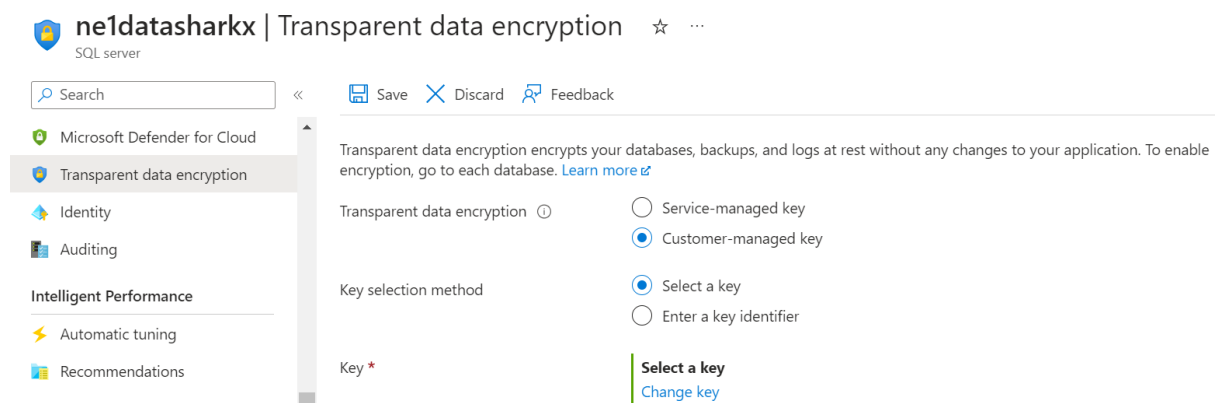 ne1datasharkx | Transparent data encryption ☆ ...
SQL server
Search «
Save Discard Feedback
Microsoft Defender for Cloud
Transparent data encryption
Identity
Auditing
Intelligent Performance
Automatic tuning
Recommendations
Transparent data encryption encrypts your databases, backups, and logs at rest without any changes to your application. To enable
encryption, go to each database. Learn more
Transparent data encryption
Service-managed key
Customer-managed key
Key selection method
Select a key
Enter a key identifier
Key *
Select a key
Change key